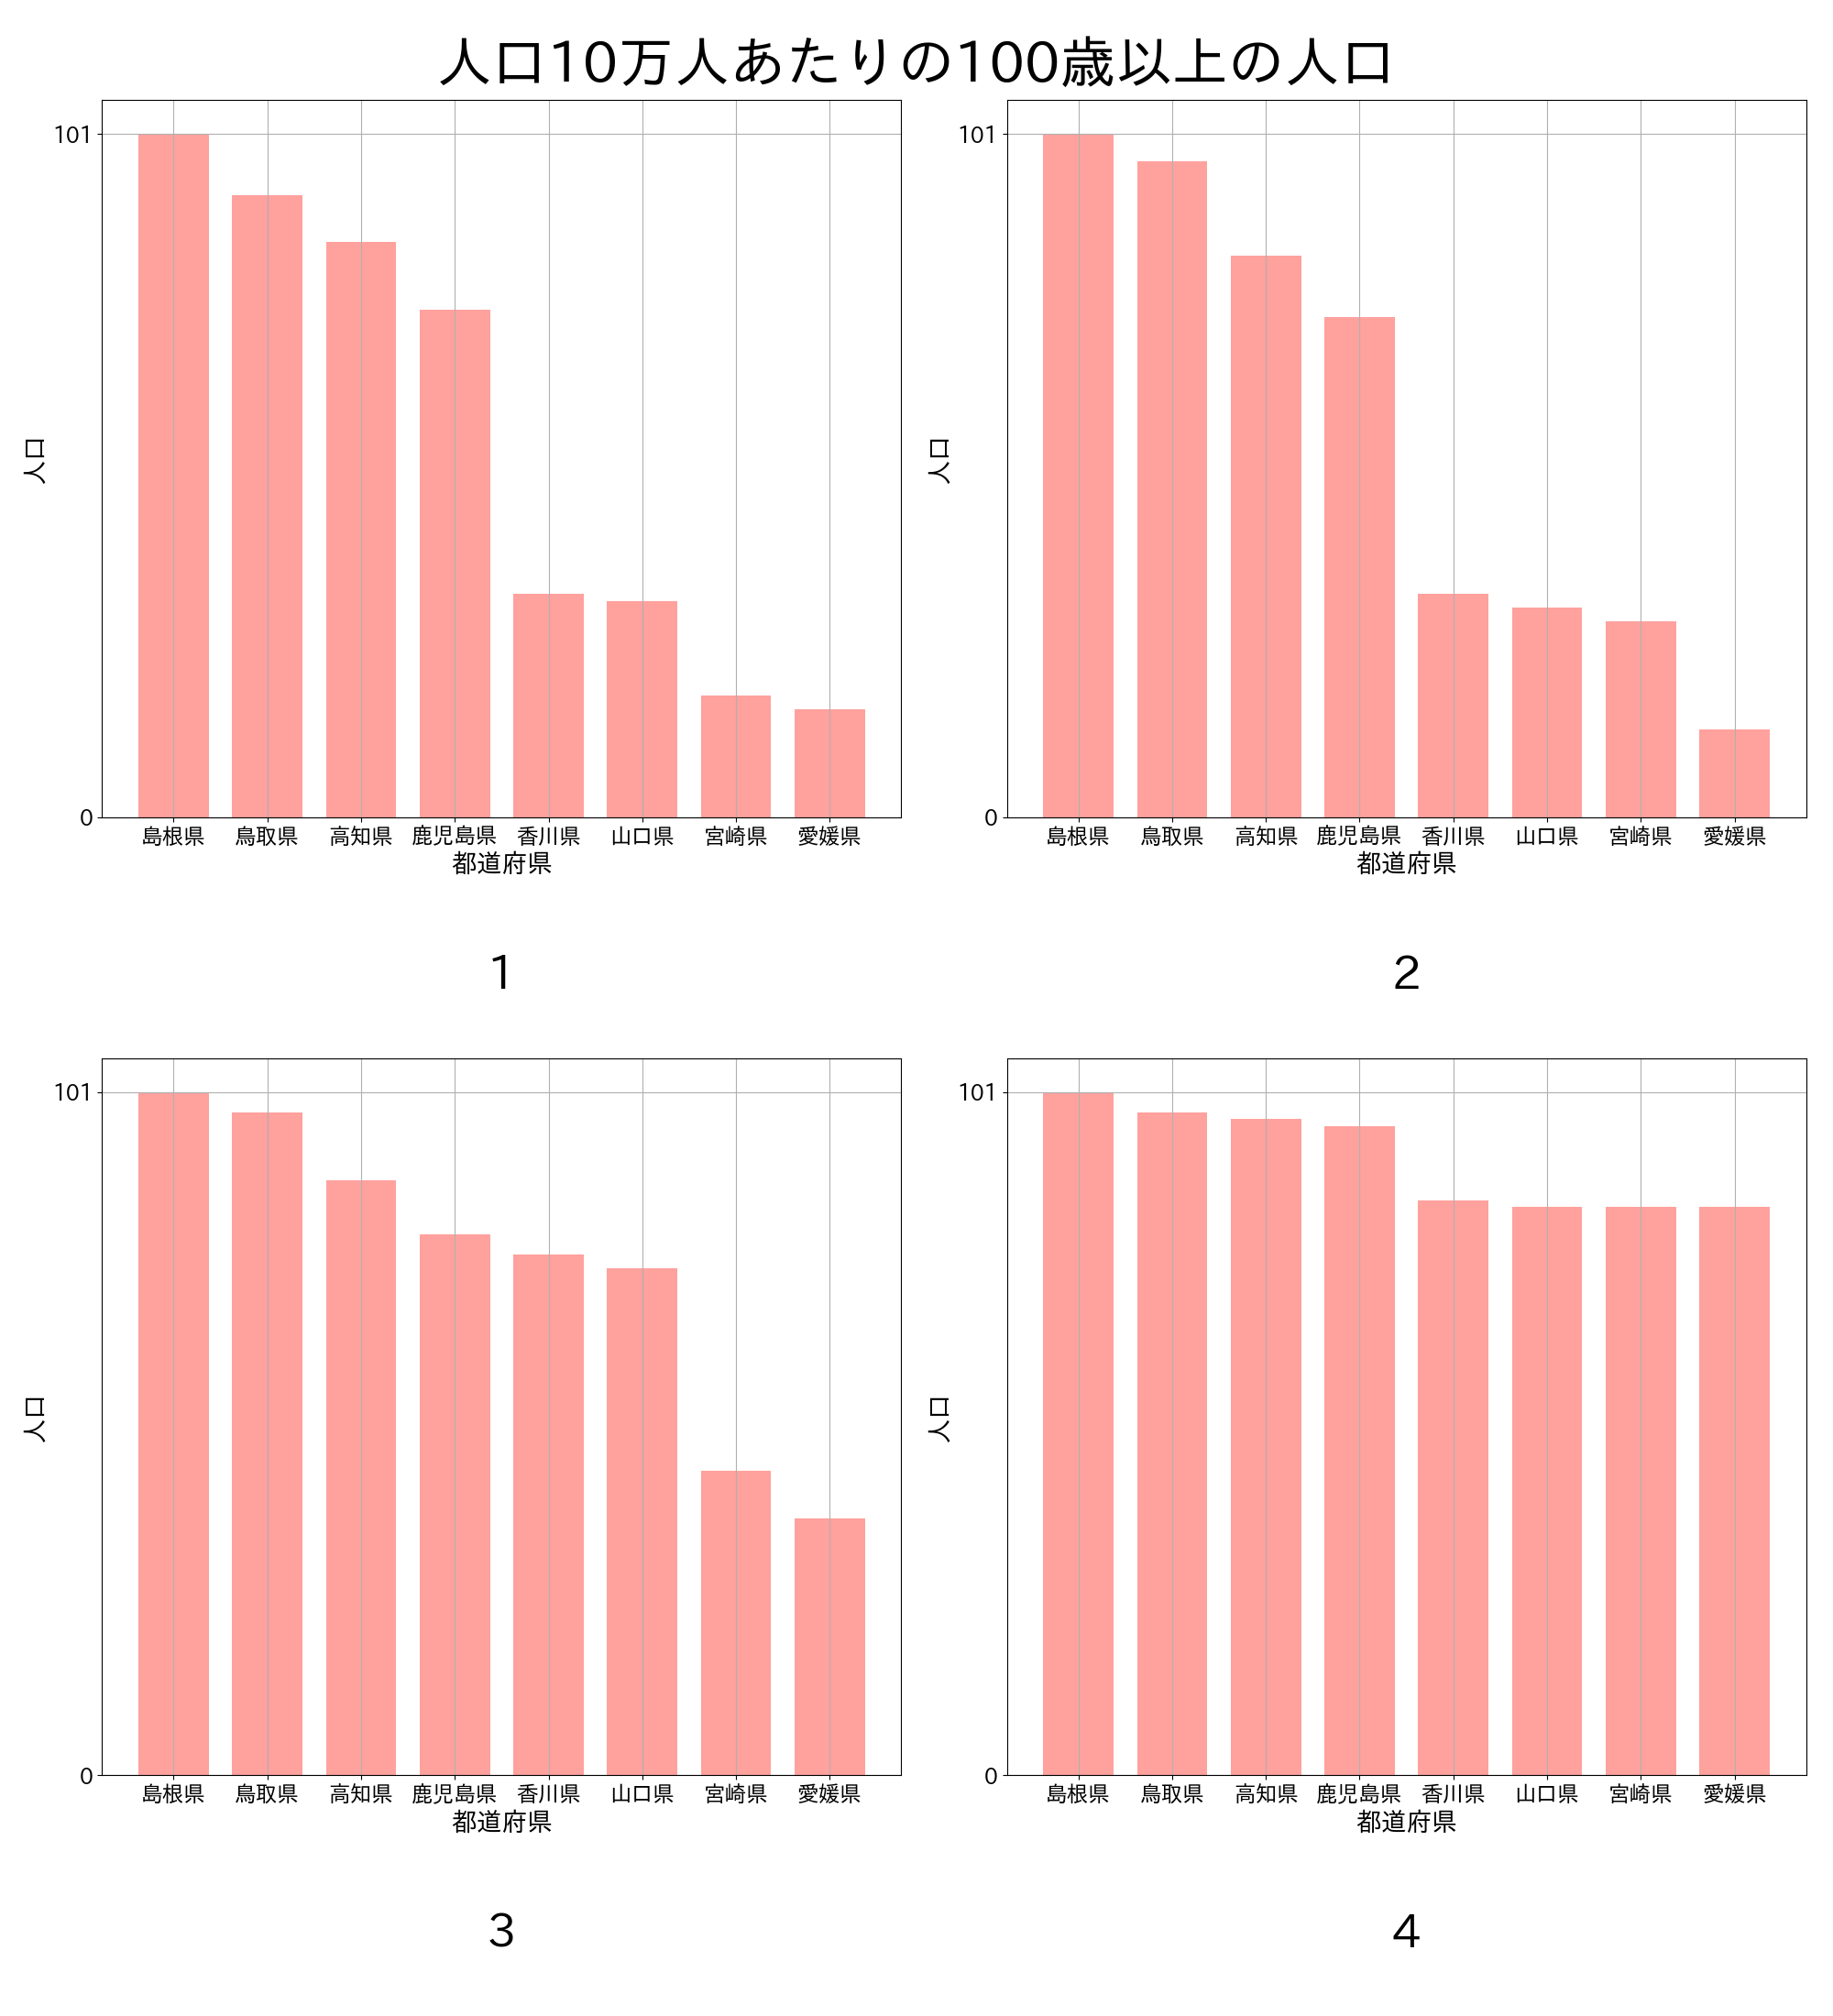 人口10万人あたりの100歳以上の人口
101
0
人口
島根県 鳥取県 高知県 鹿児島県 香川県 山口県 宮崎県 愛媛県
都道府県
1
101
0
人口
島根県 鳥取県 高知県 鹿児島県 香川県 山口県 宮崎県 愛媛県
都道府県
2
101
0
人口
島根県 鳥取県 高知県 鹿児島県 香川県 山口県 宮崎県 愛媛県
都道府県
3
101
0
人口
島根県 鳥取県 高知県 鹿児島県 香川県 山口県 宮崎県 愛媛県
都道府県
4